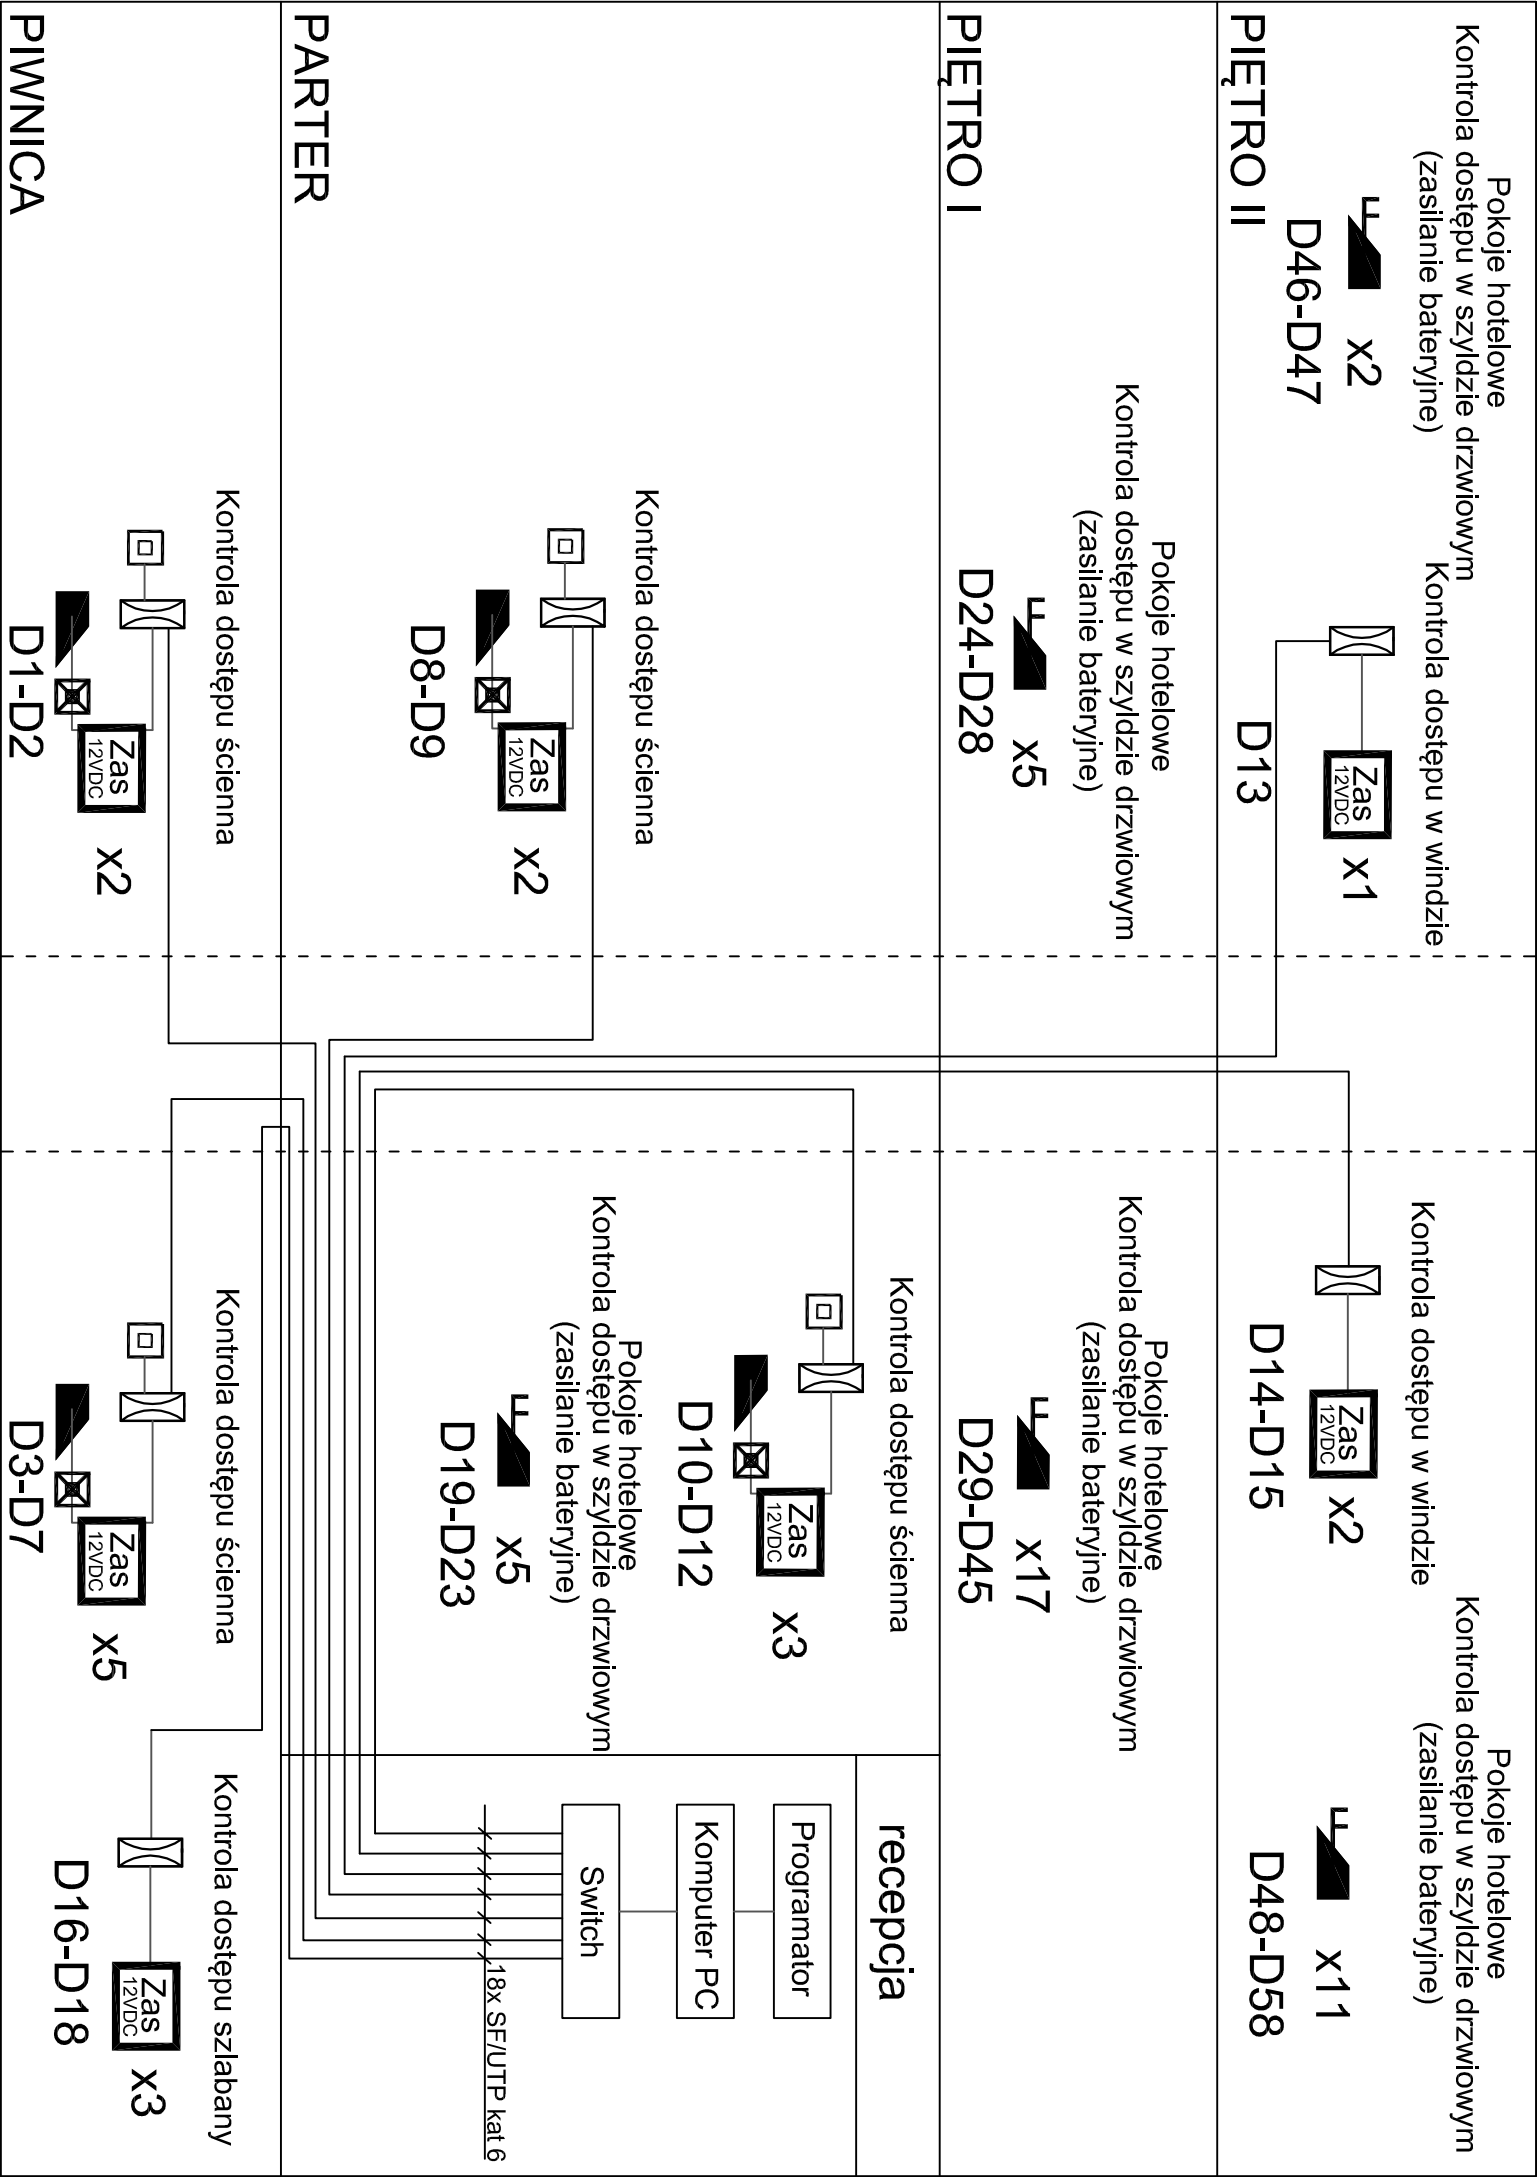 Pokoje hotelowe
Kontrola dostępu w szyldzie drzwiowym
(zasilanie bateryjne)
x2
D46-D47
Kontrola dostępu w windzie
Zas
12VDC
x1
D13
Kontrola dostępu w windzie
Zas
12VDC
x2
D14-D15
Pokoje hotelowe
Kontrola dostępu w szyldzie drzwiowym
(zasilanie bateryjne)
x11
D48-D58
PIĘTRO II
Pokoje hotelowe
Kontrola dostępu w szyldzie drzwiowym
(zasilanie bateryjne)
x5
D24-D28
Pokoje hotelowe
Kontrola dostępu w szyldzie drzwiowym
(zasilanie bateryjne)
x17
D29-D45
PIĘTRO I
Kontrola dostępu ścienna
Zas
12VDC
x2
D8-D9
Kontrola dostępu ścienna
Zas
12VDC
x3
D10-D12
Pokoje hotelowe
Kontrola dostępu w szyldzie drzwiowym
(zasilanie bateryjne)
x5
D19-D23
recepcja
Programator
Komputer PC
Switch
18x SF/UTP kat 6
PARTER
Kontrola dostępu ścienna
Zas
12VDC
x2
D1-D2
Kontrola dostępu ścienna
Zas
12VDC
x5
D3-D7
Kontrola dostępu szlabany
Zas
12VDC
x3
D16-D18
PIWNICA